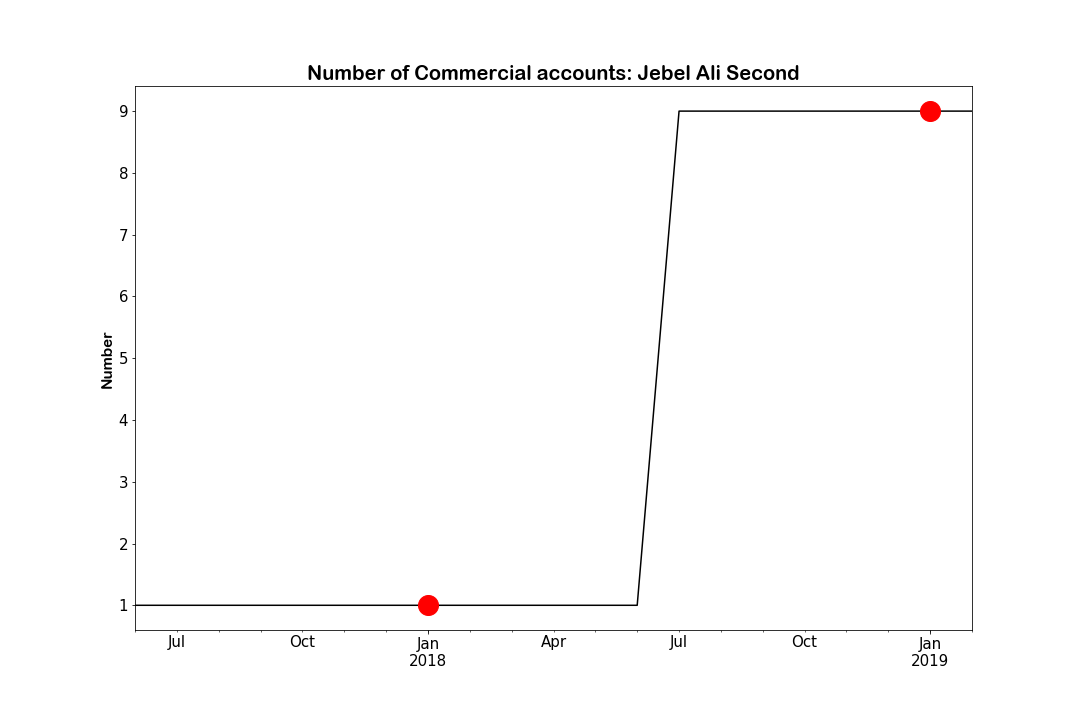 Number of Commercial accounts: Jebel Ali Second
9
8
7
6
5
4
3
2
1
Number
Jul
Oct
Jan
2018
Apr
Jul
Oct
Jan
2019